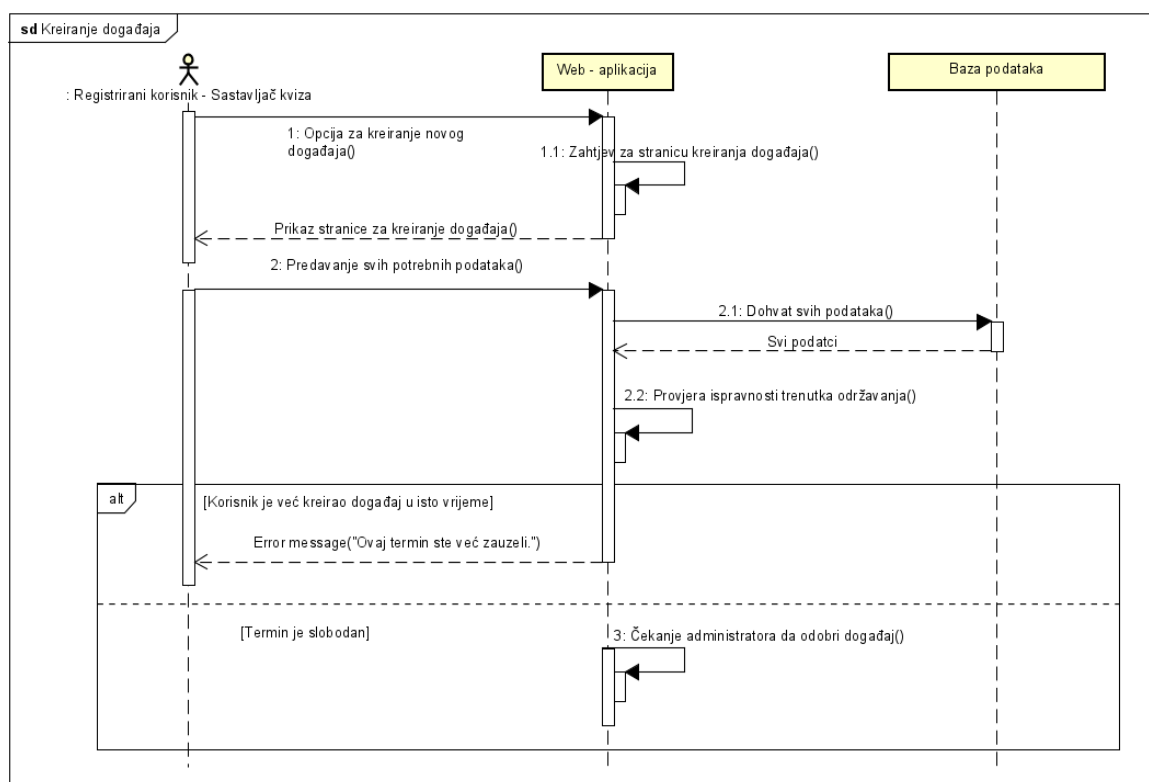 sd Kreiranje događaja
Web - aplikacija
Baza podataka
: Registrirani korisnik - Sastavljač kviza
1: Opcija za kreiranje novog
događaja()
1.1: Zahtjev za stranicu kreiranja događaja()
Prikaz stranice za kreiranje događaja()
2: Predavanje svih potrebnih podataka()
2.1: Dohvat svih podataka()
Svi podatci
2.2: Provjera ispravnosti trenutka održavanja()
alt
[Korisnik je već kreirao događaj u isto vrijeme]
Error message("Ovaj termin ste već zauzeli.")
[Termin je slobodan]
3: Čekanje administratora da odobri događaj()